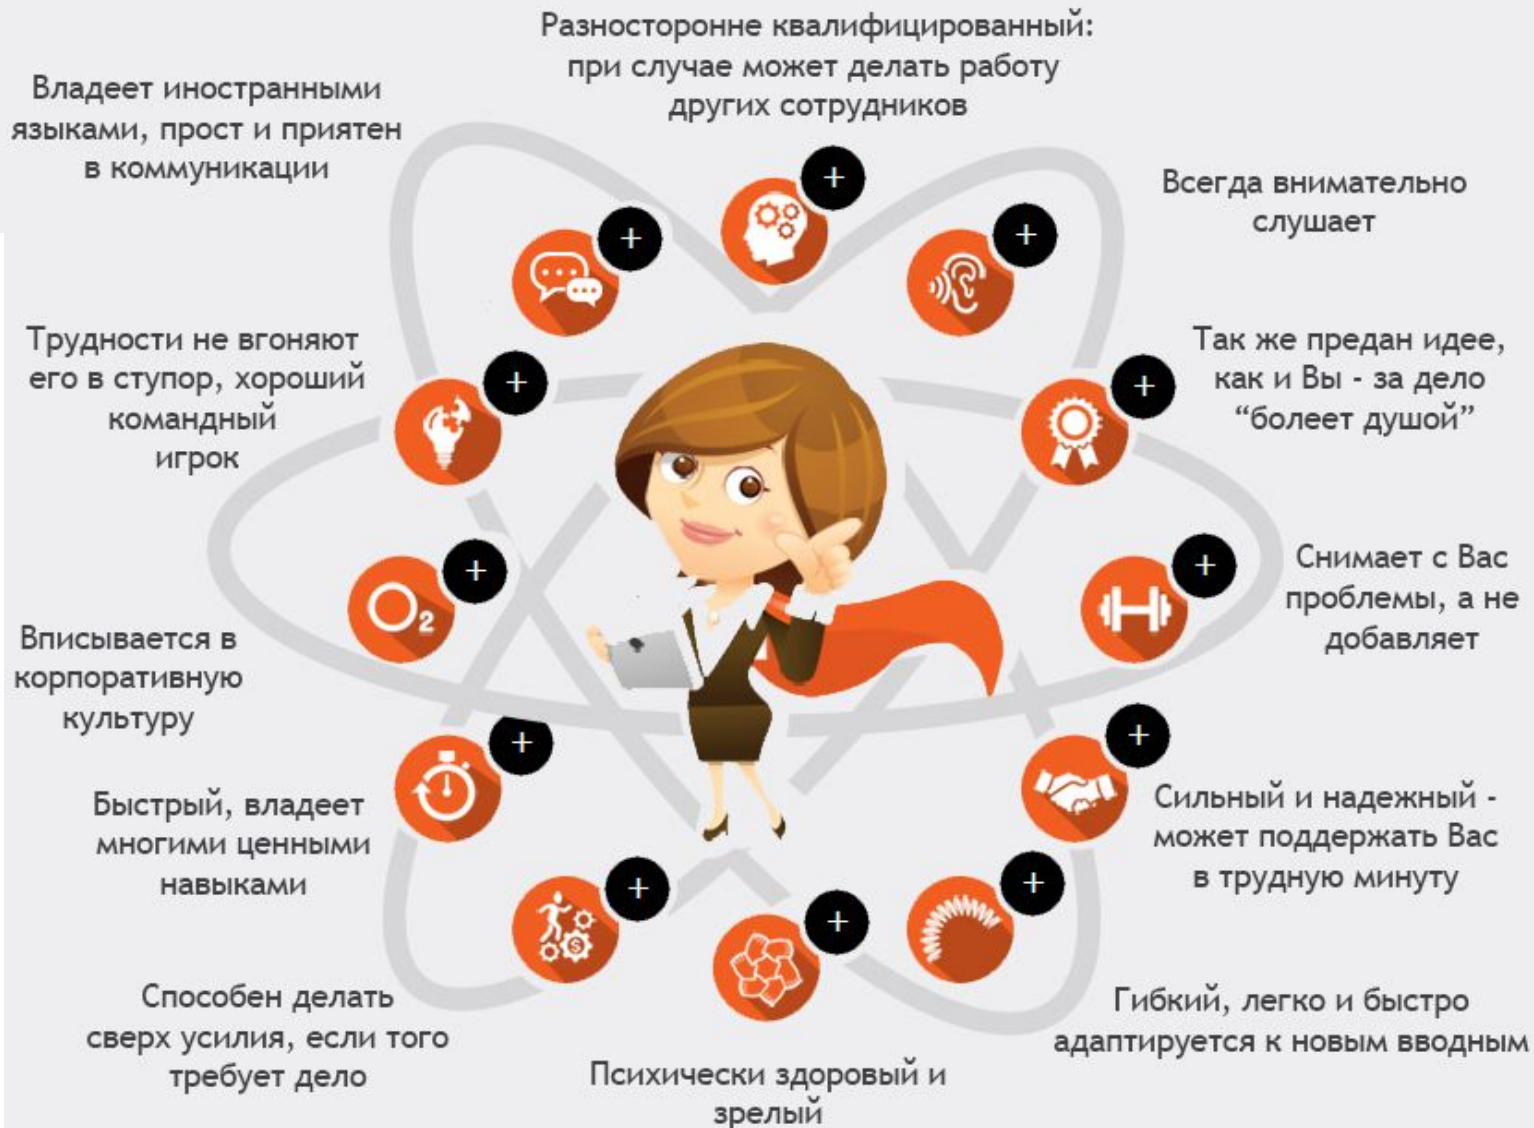 Разносторонне квалифицированный:
при случае может делать работу
других сотрудников
Владеет иностранными
языками, прост и приятен
в коммуникации
Всегда внимательно
слушает
Трудности не вгоняют
его в ступор, хороший
командный
игрок
Так же предан идее,
как и Вы - за дело
“болеет душой”
Снимает с Вас
проблемы, а не
добавляет
O2
Вписывается в
корпоративную
культуру
Быстрый, владеет
многими ценными
навыками
Сильный и надежный -
может поддержать Вас
в трудную минуту
$
Способен делать
сверх усилия, если того
требует дело
Гибкий, легко и быстро
адаптируется к новым вводным
Психически здоровый и
зрелый